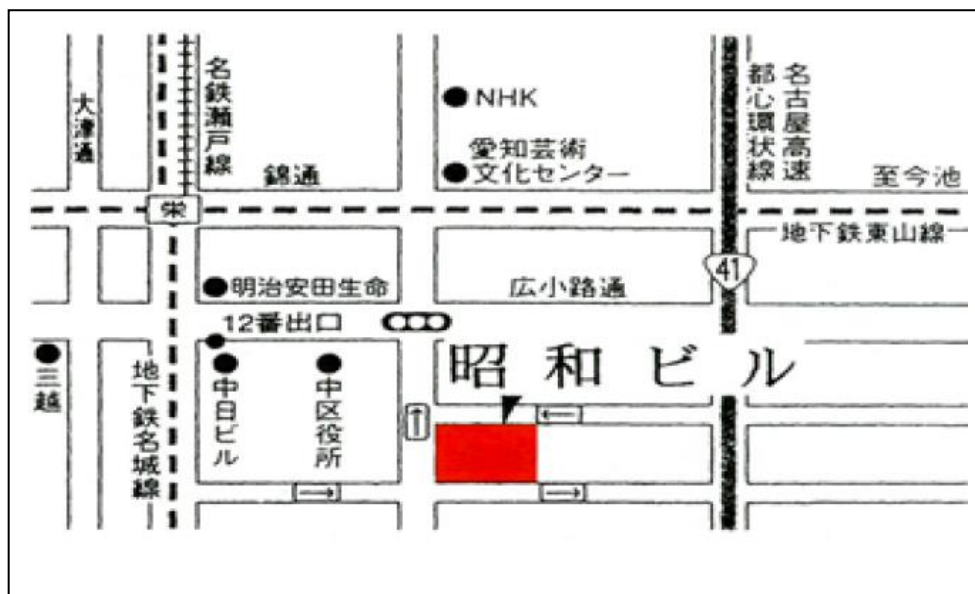 大津通
名鉄瀬戸線
NHK
愛知芸術
文化センター
名古屋高速
都心環状線
錦通
至今池
栄
地下鉄東山線
41
明治安田生命
広小路通
12番出口
三越
地下鉄名城線
中日ビル
中区役所
昭和ビル